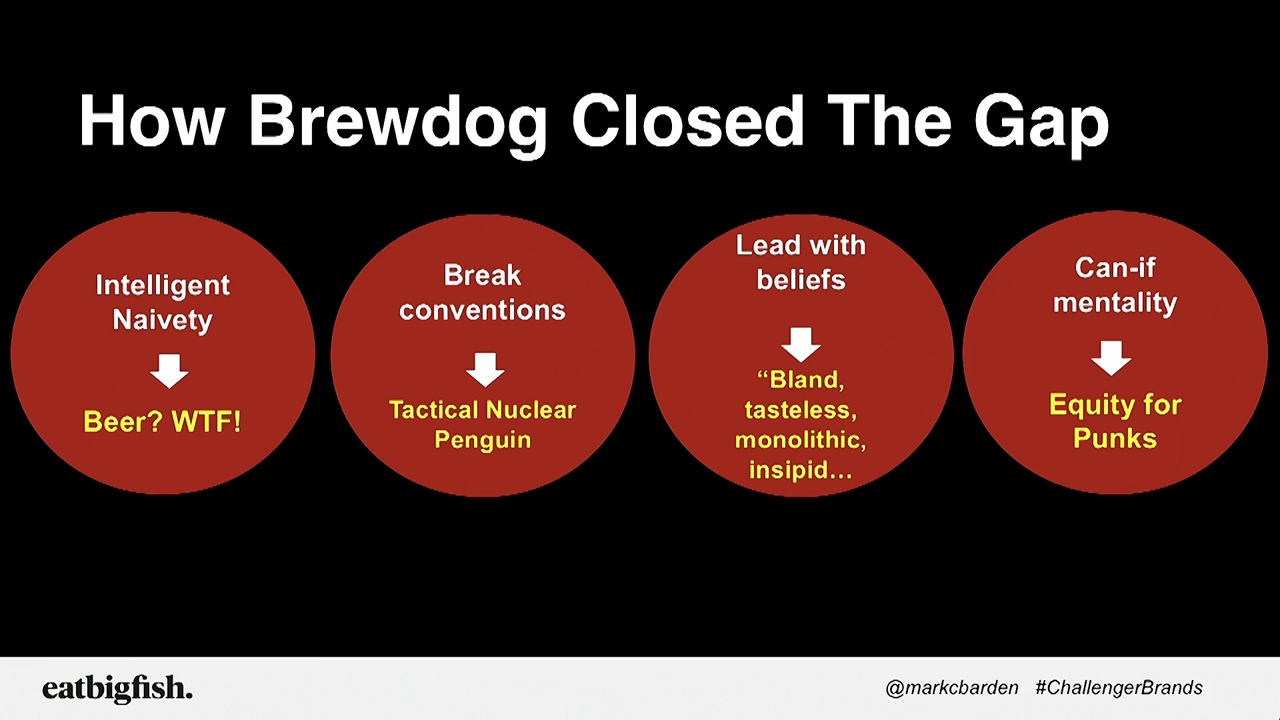 How Brewdog Closed The Gap
Intelligent
Naivety
Beer? WTF!
Break
conventions
Tactical Nuclear
Penguin
Lead with
beliefs
“Bland,
tasteless,
monolithic,
insipid…
Can-if
mentality
Equity for
Punks
eatbigfish.
@markcbarden #ChallengerBrands